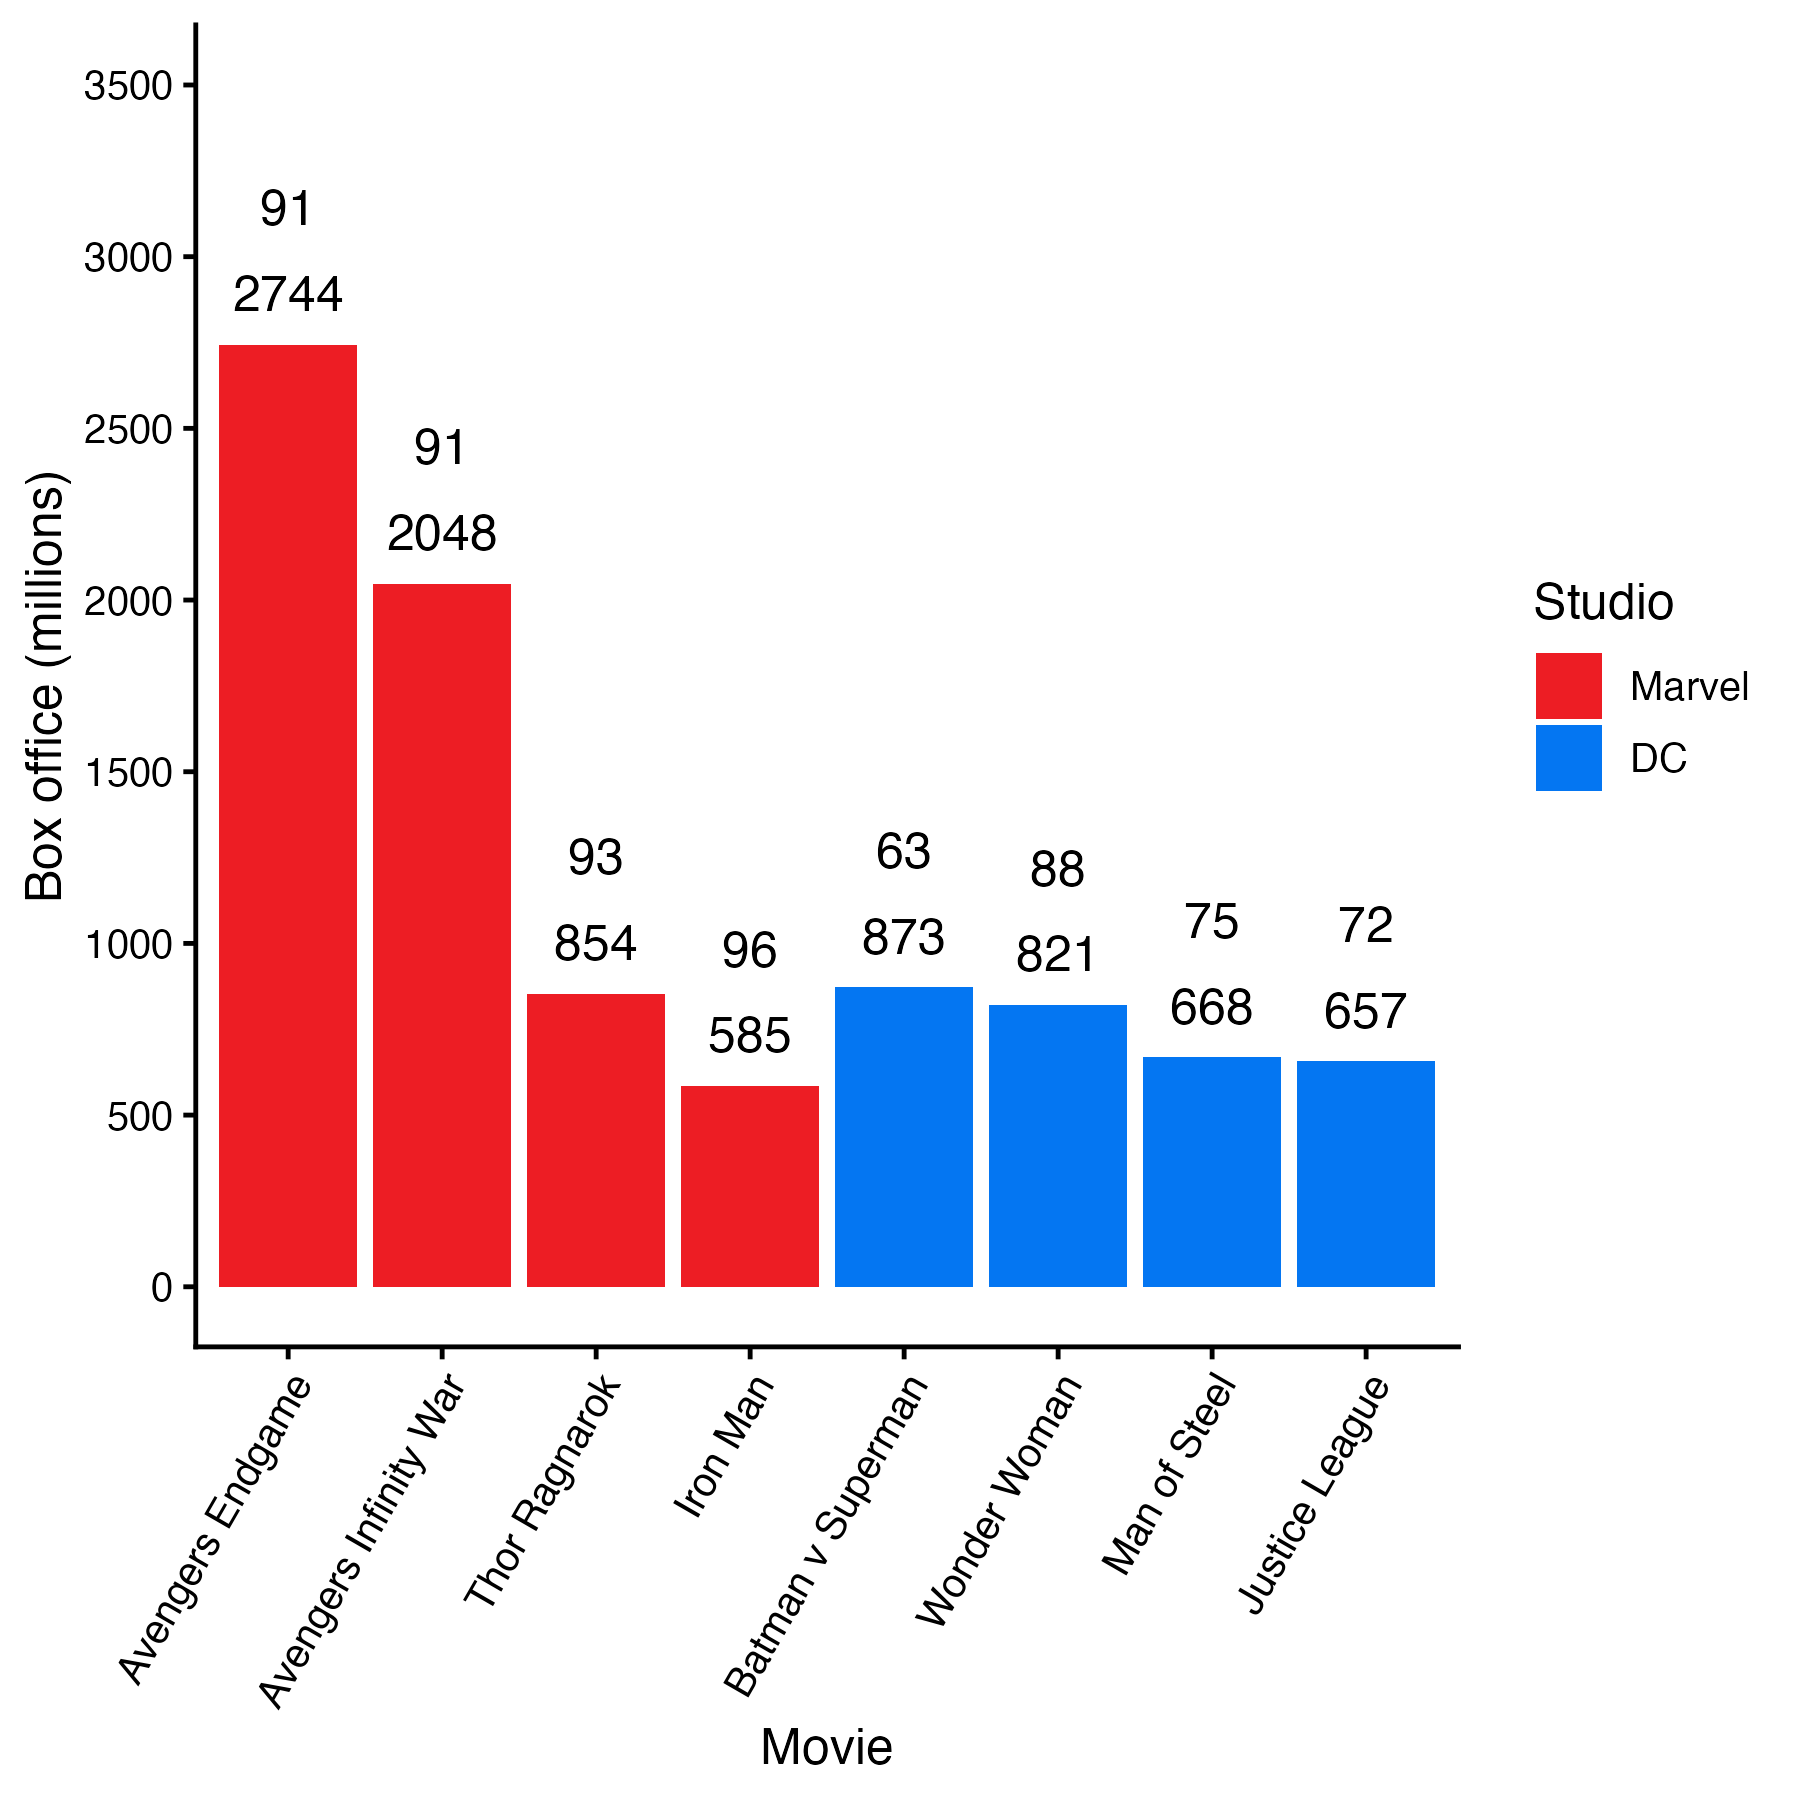 3500
3000
2500
2000
1500
1000
500
0
Box office (millions)
91
2744
91
2048
93
854
96
585
63
873
88
821
75
668
72
657
Avengers Endgame
Avengers Infinity War
Thor Ragnarok
Iron Man
Batman v Superman
Wonder Woman
Man of Steel
Justice League
Movie
Studio
Marvel
DC